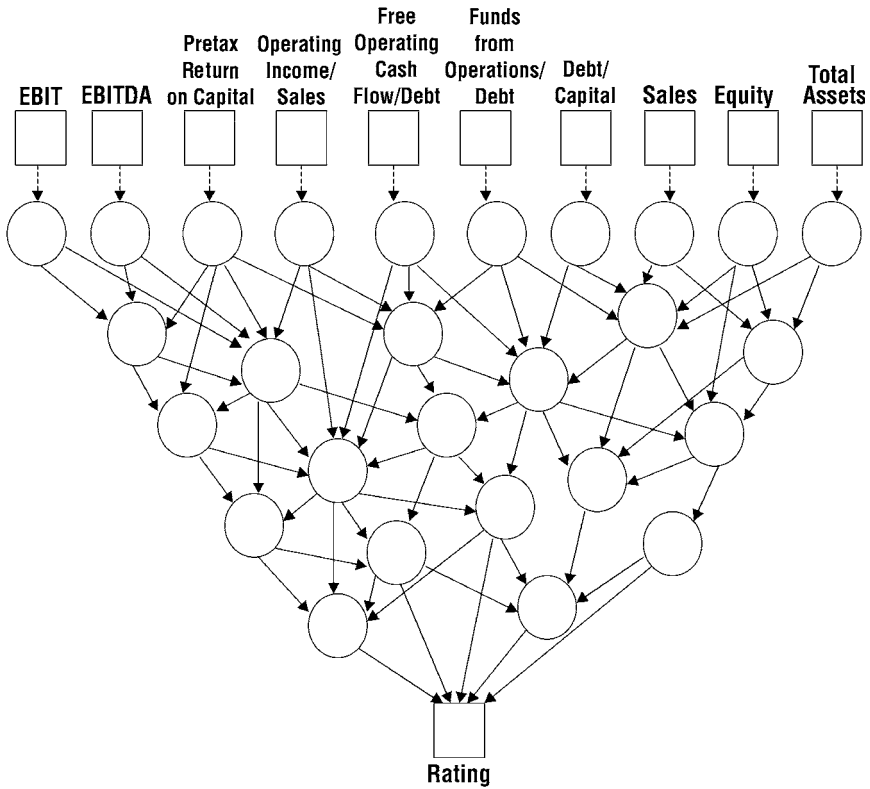 EBIT
EBITDA
Pretax
Return
on Capital
Operating
Income/
Sales
Free
Operating
Cash
Flow/Debt
Funds
from
Operations/
Debt
Debt/
Capital
Sales
Equity
Total
Assets
Rating